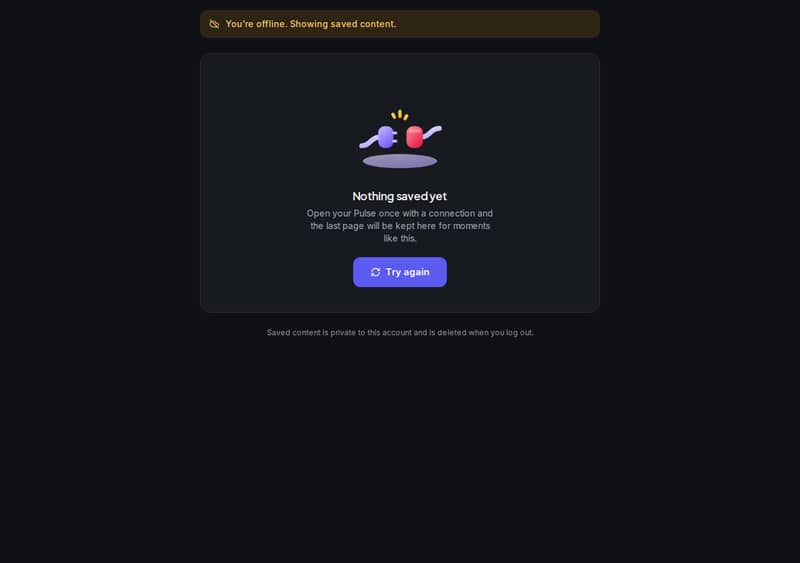 You're offline. Showing saved content.
Nothing saved yet
Open your Pulse once with a connection and
the last page will be kept here for moments
like this.
Try again
Saved content is private to this account and is deleted when you log out.